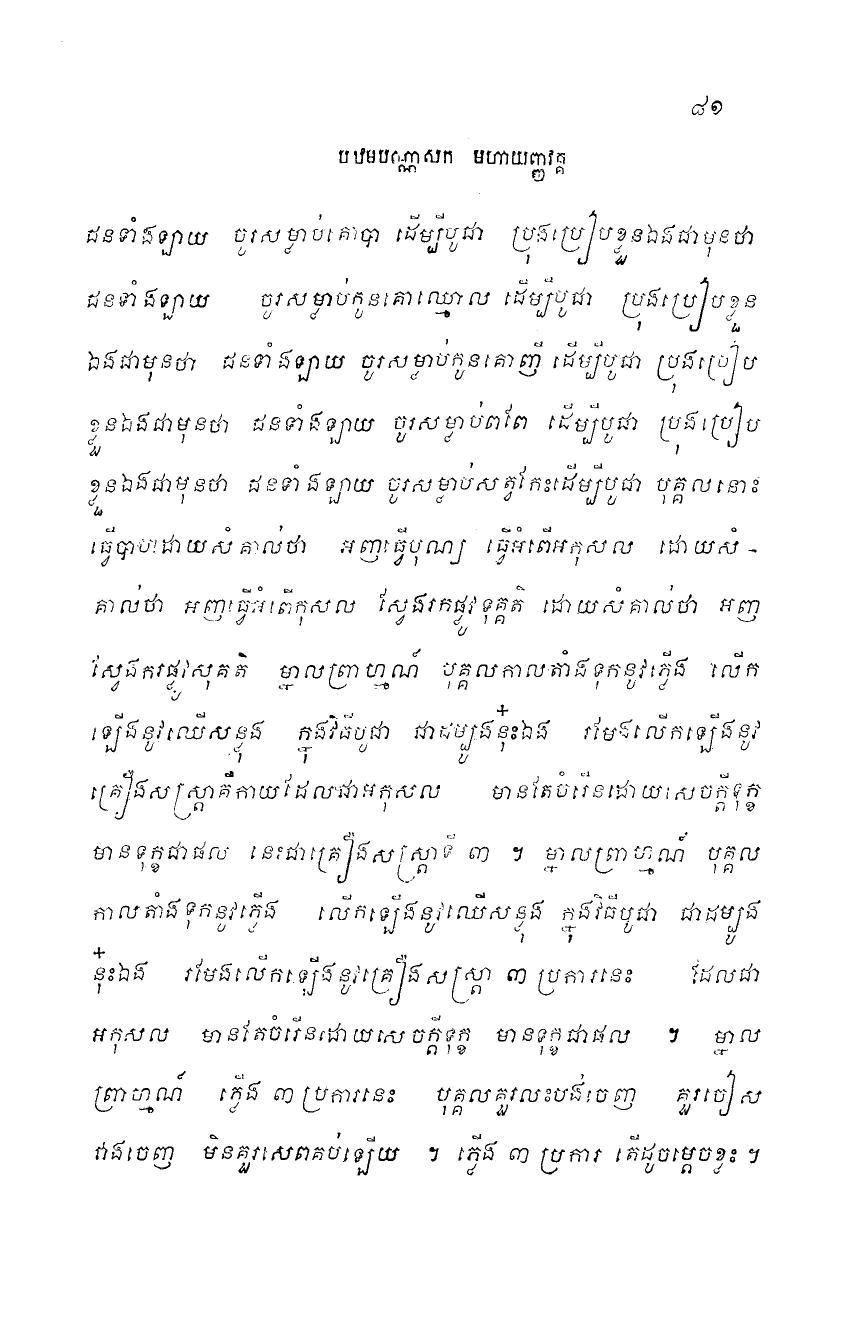 ៨១
បឋមបណ្ណាសក មហាយញ្ញវគ្គ
ជនទាំងឡាយ ចូរសម្លាប់គោបា ដើម្បីបូជា ប្រុងប្រៀបខ្លួនឯងជាមុនថា
ជនទាំងឡាយ ចូរសម្លាប់កូនគោឈ្មោល ដើម្បីបូជា ប្រុងប្រៀបខ្លួន
ឯងជាមុនថា ជនទាំងឡាយ ចូរសម្លាប់កូនគោញី ដើម្បីបូជា ប្រុងប្រៀប
ខ្លួនឯងជាមុនថា ជនទាំងឡាយ ចូរសម្លាប់ពពែ ដើម្បីបូជា ប្រុងប្រៀប
ខ្លួនឯងជាមុនថា ជនទាំងឡាយ ចូរសម្លាប់សត្វកែះដើម្បីបូជា បុគ្គលនោះ
ធ្វើបាបដោយសំគាល់ថា អញធ្វើបុណ្យ ធ្វើអំពើអកុសល ដោយសំ-
គាល់ថា អញធ្វើអំពើកុសល ស្វែងរកផ្លូវទុគ្គតិ ដោយសំគាល់ថា អញ
ស្វែងករផ្លូវសុគតិ ម្នាលព្រាហ្មណ៍ បុគ្គលកាលតាំងទុកនូវភ្លើង លើក
ឡើងនូវឈើសន្ទុង ក្នុងវិធីបូជា ជាដម្បូងនុ៎ះឯង រមែងលើកឡើងនូវ
គ្រឿងសស្ត្រាគឺកាយដែលជាអកុសល មានតែចំរើនដោយសេចក្តីទុក្ខ
មានទុក្ខជាផល នេះជាគ្រឿងសស្ត្រាទី ៣ ។ ម្នាលព្រាហ្មណ៍ បុគ្គល
កាលតាំងទុកនូវភ្លើង លើកឡើងនូវឈើសន្ទុង ក្នុងវិធីបូជា ជាដម្បូង
នុ៎ះឯង រមែងលើកឡើងនូវគ្រឿងសស្ត្រា ៣ ប្រការនេះ ដែលជា
អកុសល មានតែចំរើនដោយសេចក្តីទុក្ខ មានទុក្ខជាផល ។ ម្នាល
ព្រាហ្មណ៍ ភ្លើង ៣ ប្រការនេះ បុគ្គលគួរលះបង់ចេញ គួរចៀស
វាងចេញ មិនគួរសេពគប់ឡើយ ។ ភ្លើង ៣ ប្រការ តើដូចម្តេចខ្លះ ។